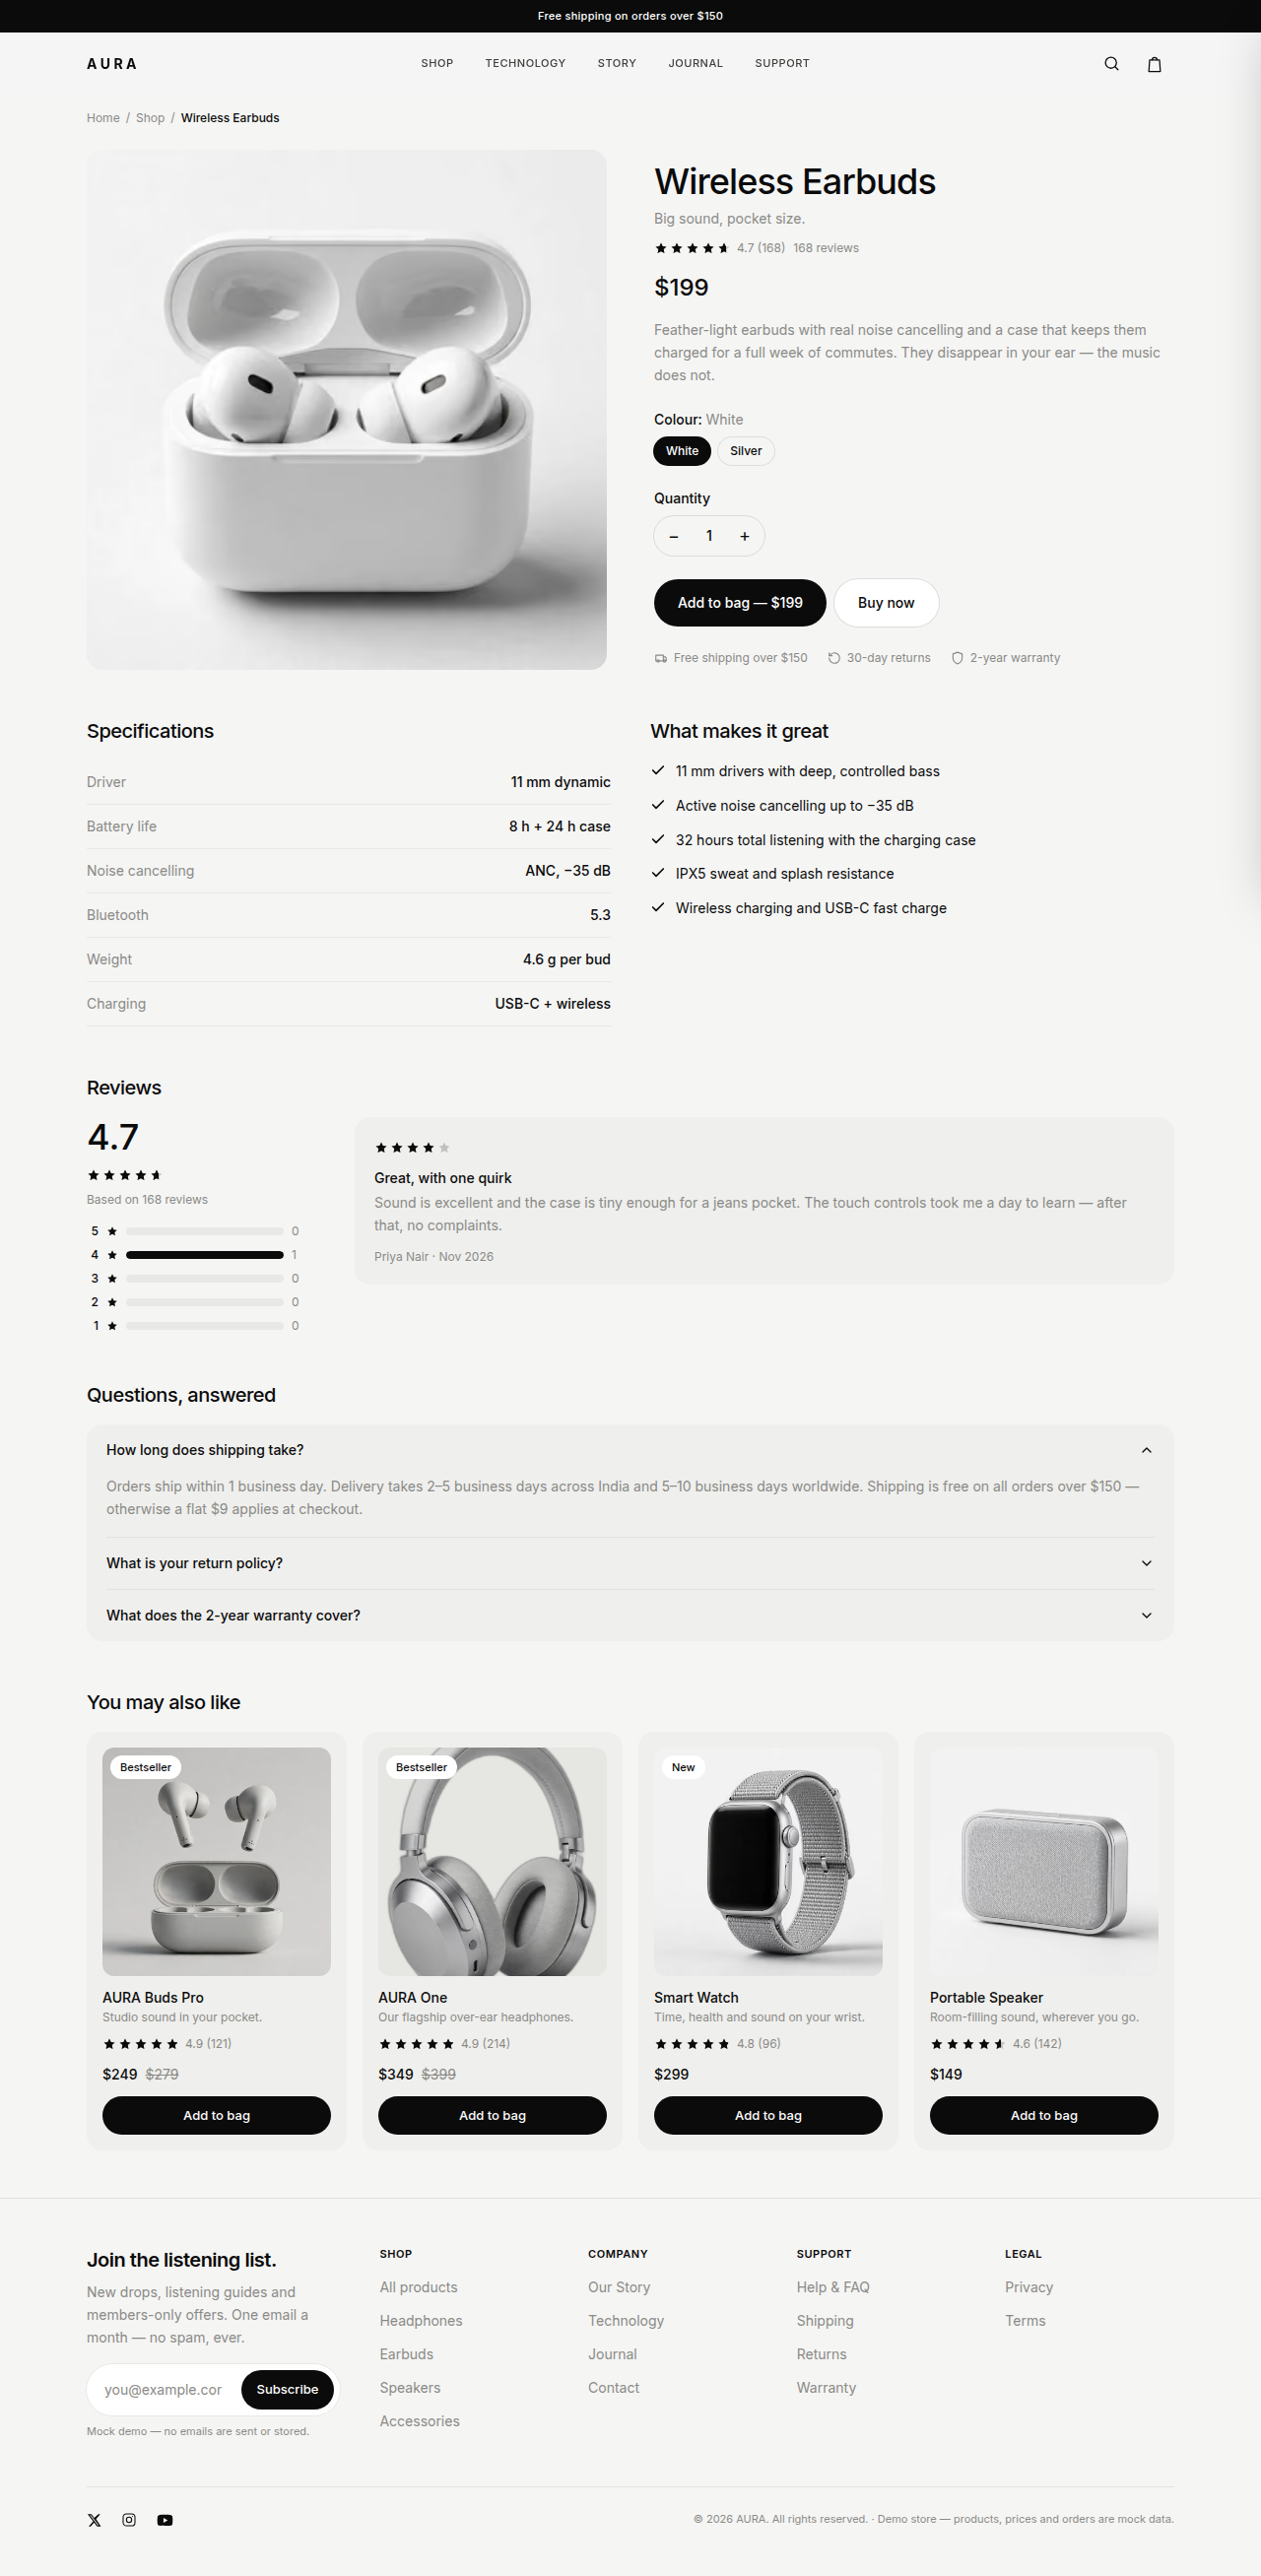 Free shipping on orders over $150
AURA
SHOP TECHNOLOGY STORY JOURNAL SUPPORT
Home / Shop / Wireless Earbuds
Wireless Earbuds
Big sound, pocket size.
4.7 (168) 168 reviews
$199
Feather-light earbuds with real noise cancelling and a case that keeps them
charged for a full week of commutes. They disappear in your ear — the music
does not.
Colour: White
White Silver
Quantity
− 1 +
Add to bag — $199 Buy now
Free shipping over $150 30-day returns 2-year warranty
Specifications
Driver 11 mm dynamic
Battery life 8 h + 24 h case
Noise cancelling ANC, −35 dB
Bluetooth 5.3
Weight 4.6 g per bud
Charging USB-C + wireless
What makes it great
11 mm drivers with deep, controlled bass
Active noise cancelling up to −35 dB
32 hours total listening with the charging case
IPX5 sweat and splash resistance
Wireless charging and USB-C fast charge
Reviews
4.7
Based on 168 reviews
5 0
4 1
3 0
2 0
1 0
Great, with one quirk
Sound is excellent and the case is tiny enough for a jeans pocket. The touch controls took me a day to learn — after
that, no complaints.
Priya Nair · Nov 2026
Questions, answered
How long does shipping take?
Orders ship within 1 business day. Delivery takes 2–5 business days across India and 5–10 business days worldwide. Shipping is free on all orders over $150 —
otherwise a flat $9 applies at checkout.
What is your return policy?
What does the 2-year warranty cover?
You may also like
Bestseller
AURA Buds Pro
Studio sound in your pocket.
4.9 (121)
$249 $279
Add to bag
Bestseller
AURA One
Our flagship over-ear headphones.
4.9 (214)
$349 $399
Add to bag
New
Smart Watch
Time, health and sound on your wrist.
4.8 (96)
$299
Add to bag
Portable Speaker
Room-filling sound, wherever you go.
4.6 (142)
$149
Add to bag
Join the listening list.
New drops, listening guides and
members-only offers. One email a
month — no spam, ever.
you@example.cor Subscribe
Mock demo — no emails are sent or stored.
SHOP
All products
Headphones
Earbuds
Speakers
Accessories
COMPANY
Our Story
Technology
Journal
Contact
SUPPORT
Help & FAQ
Shipping
Returns
Warranty
LEGAL
Privacy
Terms
© 2026 AURA. All rights reserved. · Demo store — products, prices and orders are mock data.